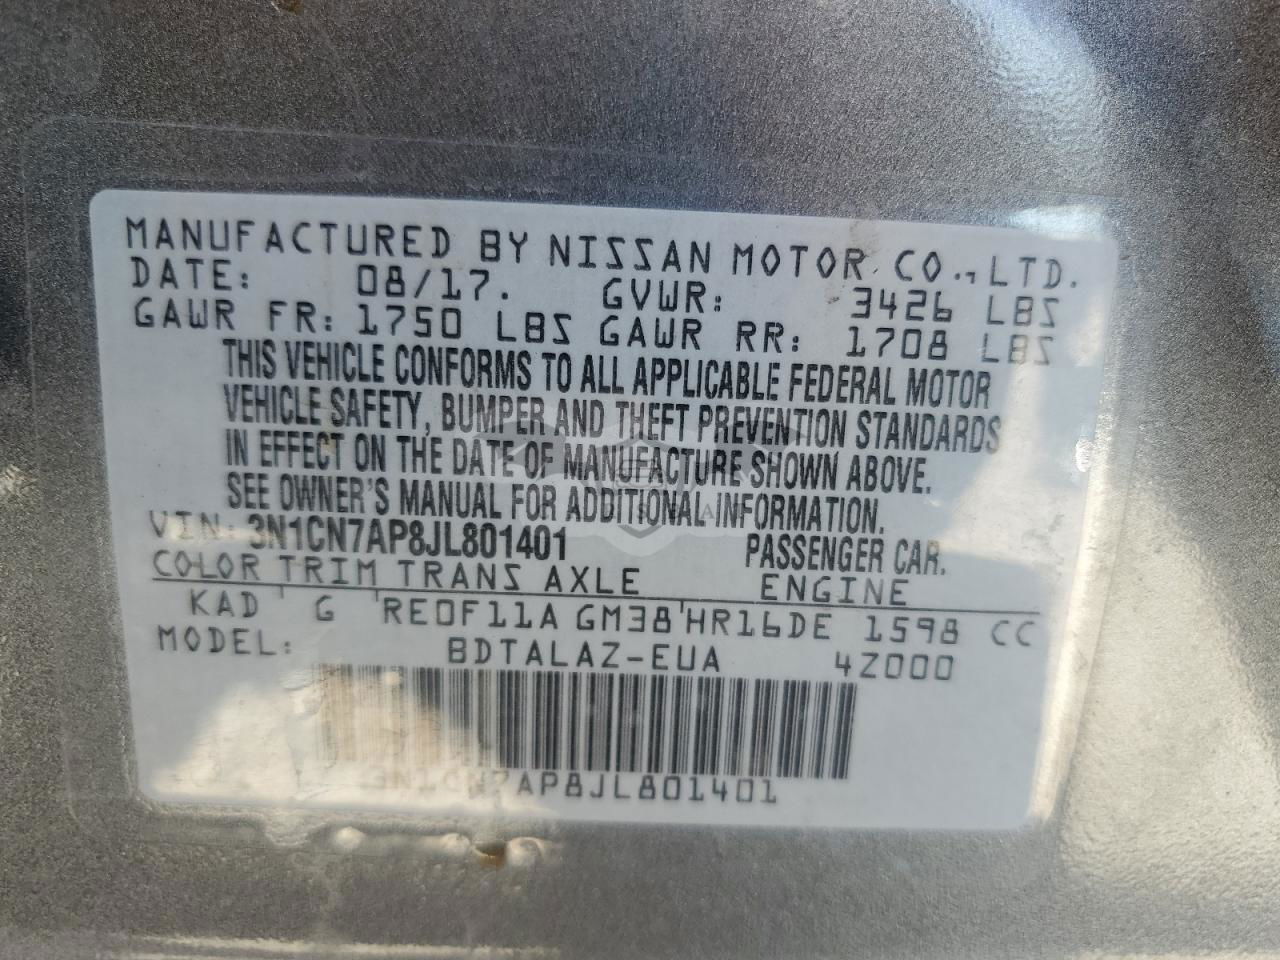 MANUFACTURED BY NISSAN MOTOR CO., LTD.
DATE: 08/17. GVWR: 3426 LBS
GAWR FR: 1750 LBS GAWR RR: 1708 LBS
THIS VEHICLE CONFORMS TO ALL APPLICABLE FEDERAL MOTOR
VEHICLE SAFETY, BUMPER AND THEFT PREVENTION STANDARDS
IN EFFECT ON THE DATE OF MANUFACTURE SHOWN ABOVE.
SEE OWNER'S MANUAL FOR ADDITIONAL INFORMATION.
VIN: 3N1CN7AP8JL801401 PASSENGER CAR.
COLOR TRIM TRANS AXLE ENGINE
KAD G RE0F11A GM38 HR16DE 1598 CC
MODEL: BDTALAZ-EUA 4Z000
3N1CN7AP8JL801401